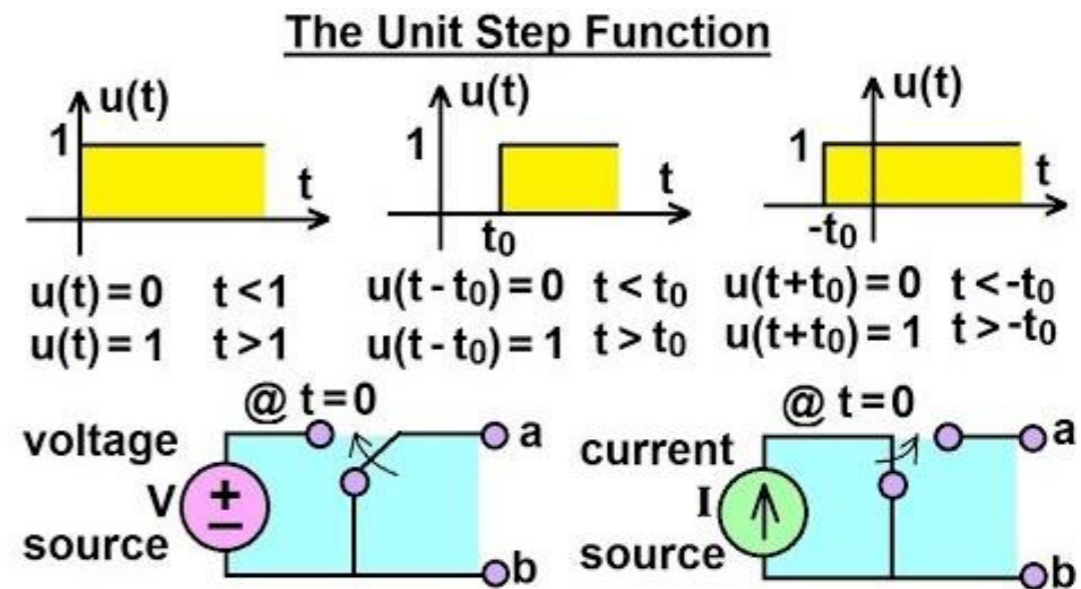 The Unit Step Function
u(t)
1
t
u(t)
1
t
t₀
u(t)
1
t
-t₀
u(t) = 0 t < 1
u(t) = 1 t > 1
u(t - t₀) = 0 t < t₀
u(t - t₀) = 1 t > t₀
u(t+t₀) = 0 t < -t₀
u(t+t₀) = 1 t > -t₀
@ t = 0
voltage
V
source
+
−
a
b
@ t = 0
current
I
source
a
b